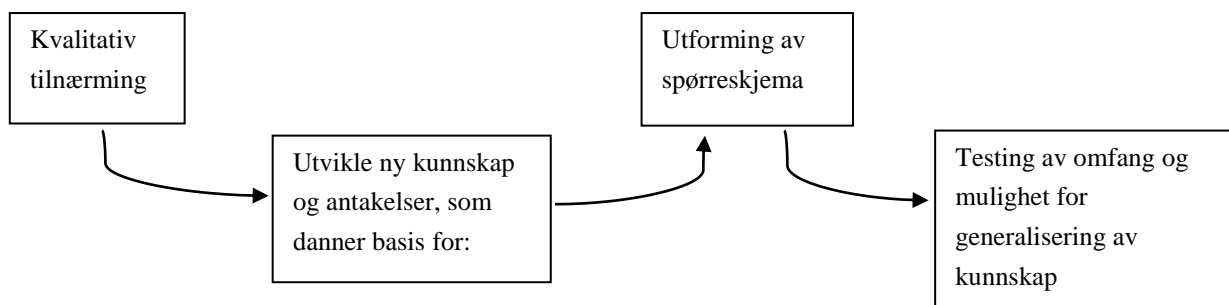 Kvalitativ
tilnærming
Utvikle ny kunnskap
og antakelser, som
danner basis for:
Utforming av
spørreskjema
Testing av omfang og
mulighet for
generalisering av
kunnskap